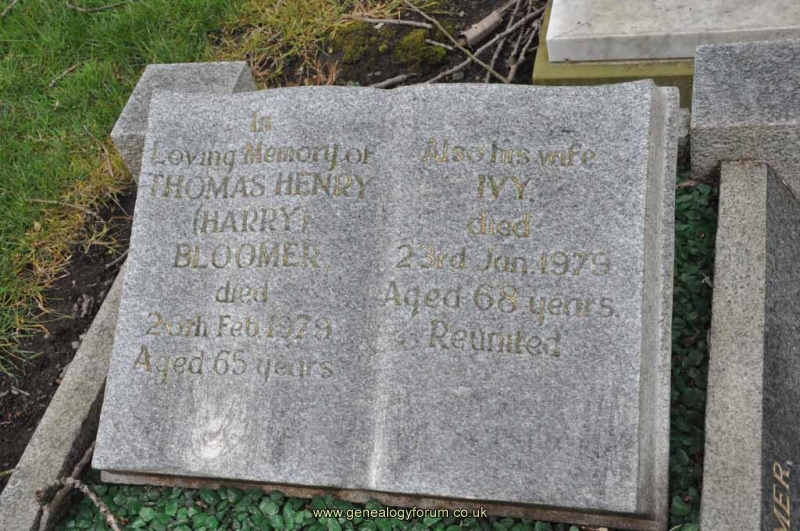 In
Loving Memory of
THOMAS HENRY
(HARRY)
BLOOMER.
died
Feb. 1979
Aged 65 years
Also his wife
IVY.
died
23rd Jan. 1979
Aged 68 years.
Reunited
VER.
www.genealogyforum.co.uk